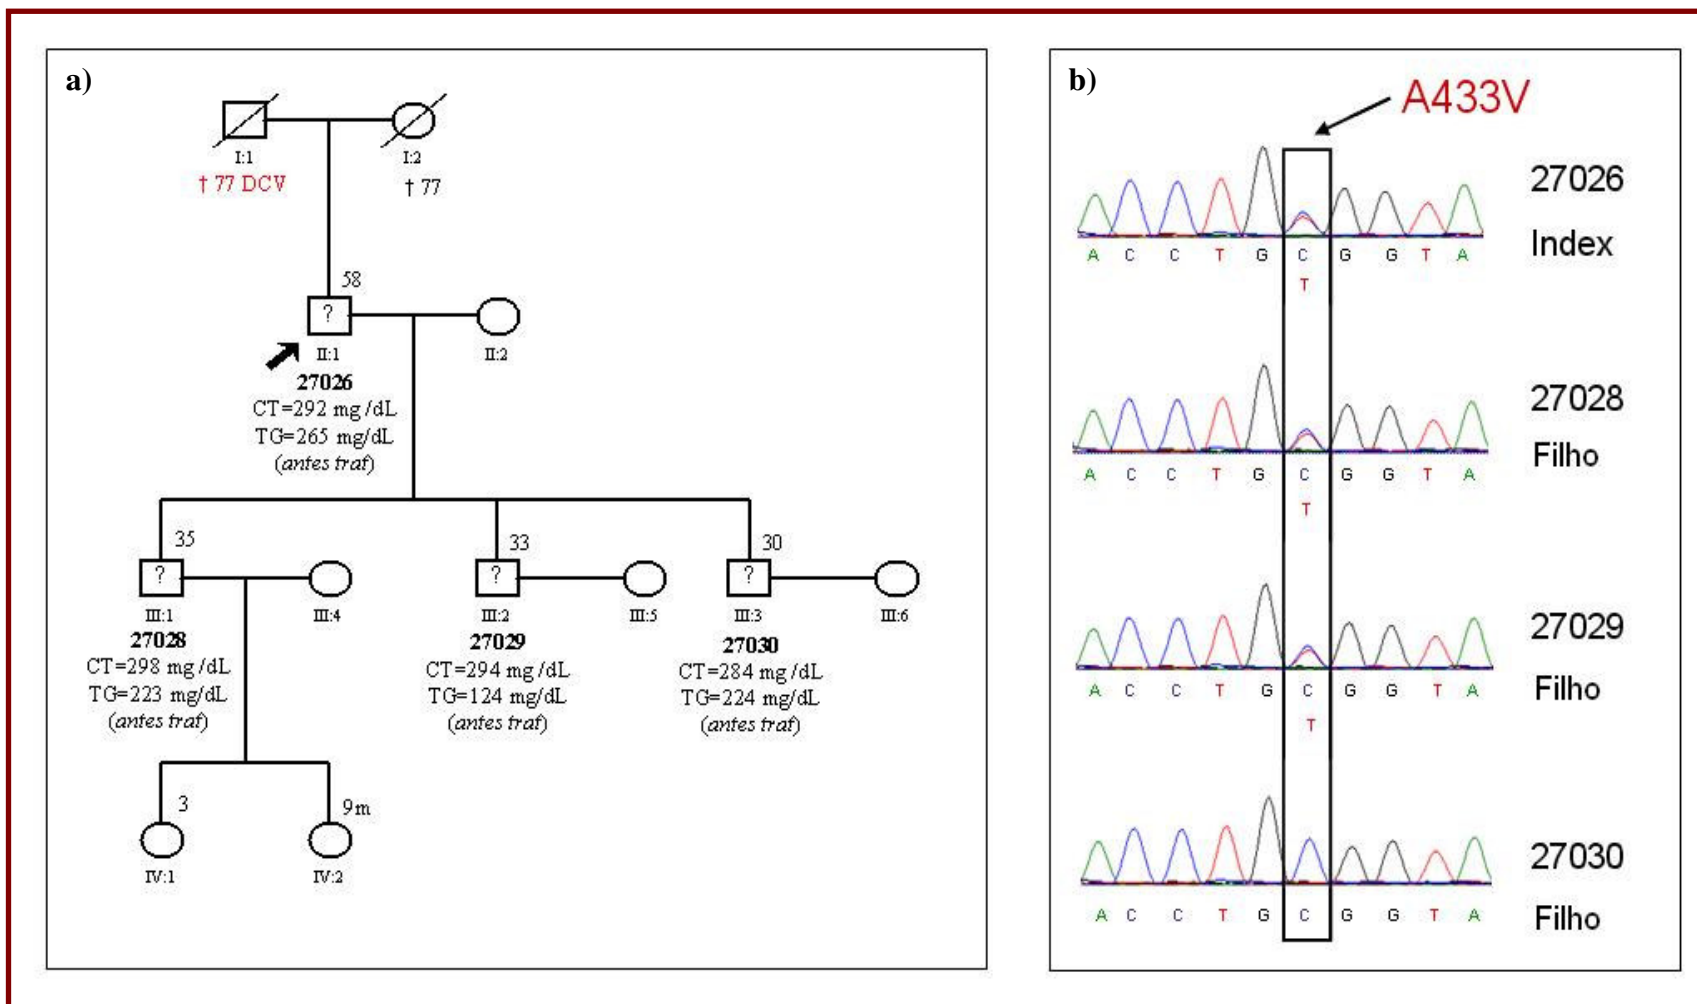 a)
I:1
I:2
† 77 DCV
† 77
58
?
II:1
II:2
27026
CT=292 mg/dL
TG=265 mg/dL
(antes trat)
35
33
30
?
?
?
III:1
III:4
III:2
III:5
III:3
III:6
27028
CT=298 mg/dL
TG=223 mg/dL
(antes trat)
27029
CT=294 mg/dL
TG=124 mg/dL
(antes trat)
27030
CT=284 mg/dL
TG=224 mg/dL
(antes trat)
3
9m
IV:1
IV:2
b)
A433V
27026
Index
A C C T G C G G T A
T
27028
Filho
A C C T G C G G T A
T
27029
Filho
A C C T G C G G T A
T
27030
Filho
A C C T G C G G T A